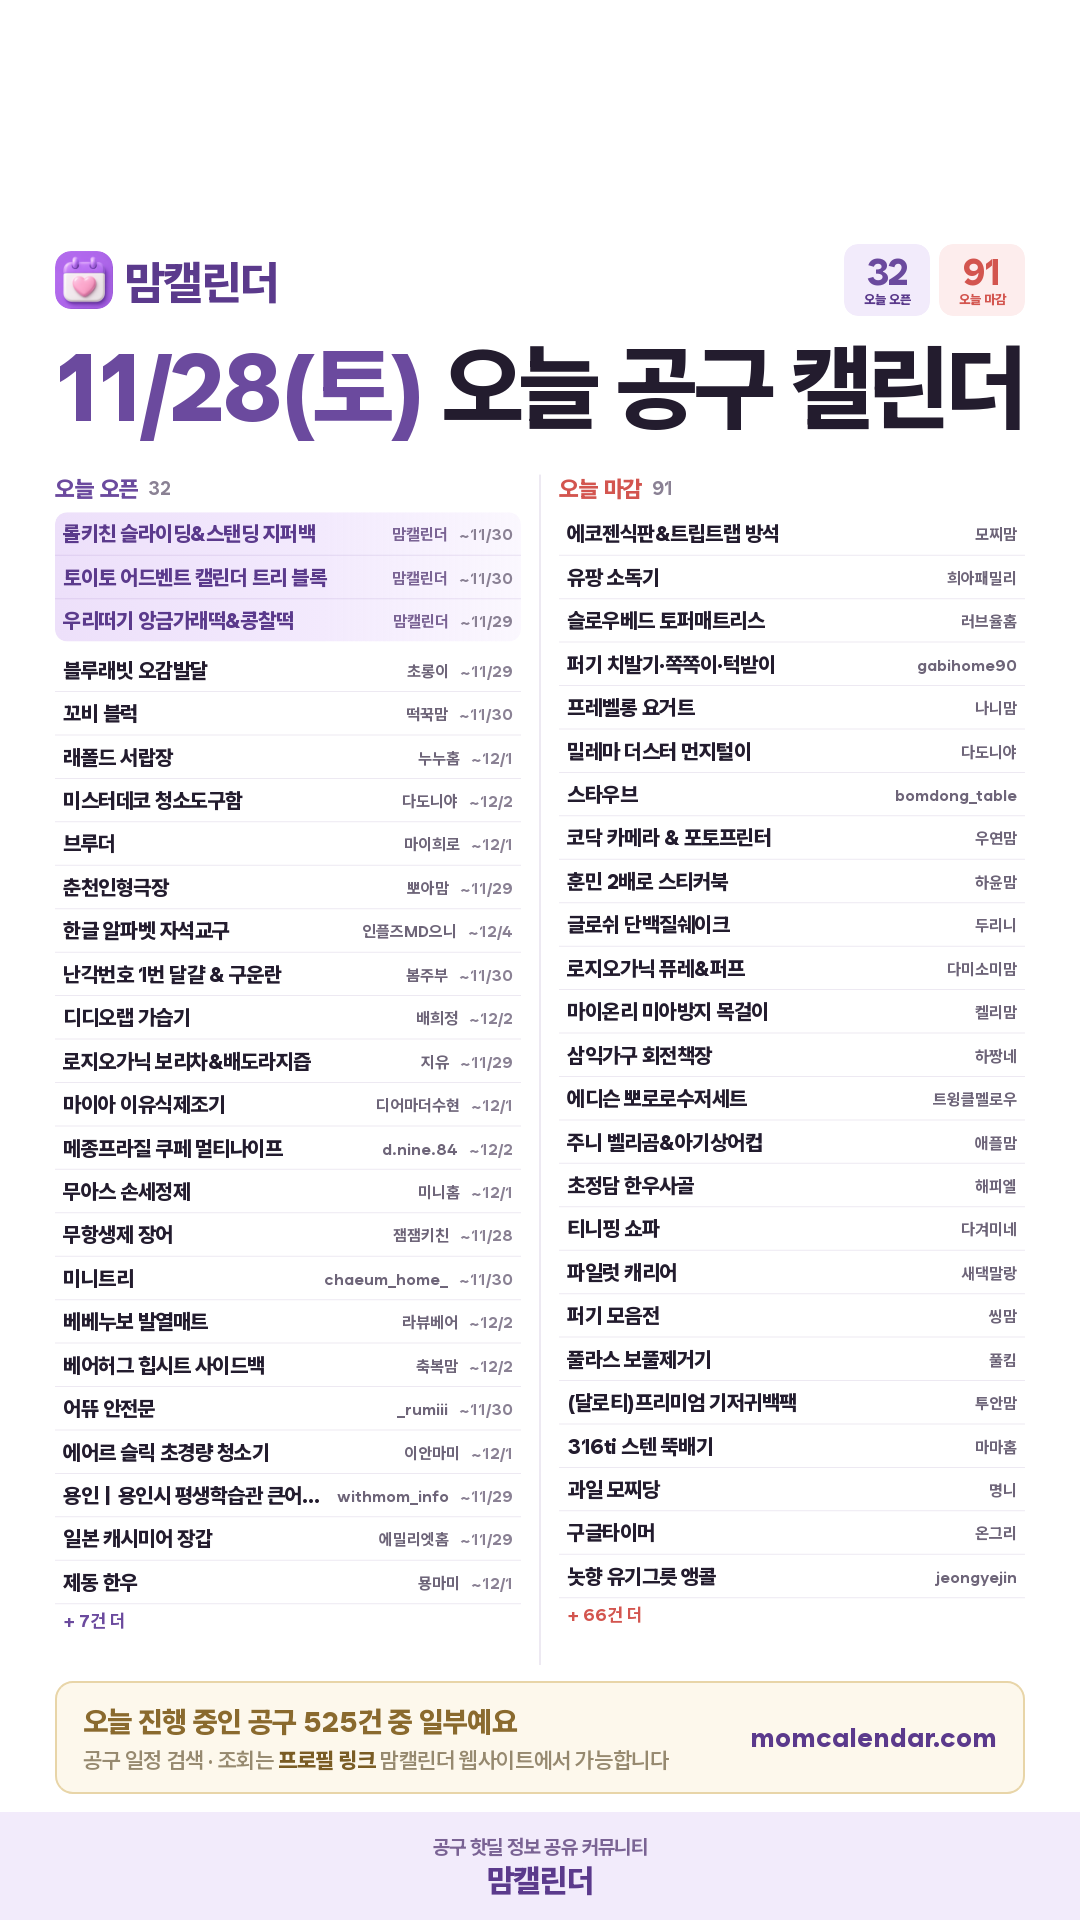 맘캘린더
32
오늘 오픈
91
오늘 마감
11/28(토) 오늘 공구 캘린더
오늘 오픈 32
롤키친 슬라이딩&스탠딩 지퍼백 맘캘린더 ~11/30
토이토 어드벤트 캘린더 트리 블록 맘캘린더 ~11/30
우리떠기 앙금가래떡&콩찰떡 맘캘린더 ~11/29
블루래빗 오감발달 초롱이 ~11/29
꼬비 블럭 떡꾹맘 ~11/30
래폴드 서랍장 누누홈 ~12/1
미스터데코 청소도구함 다도니야 ~12/2
브루더 마이희로 ~12/1
춘천인형극장 뽀아맘 ~11/29
한글 알파벳 자석교구 인플즈MD으니 ~12/4
난각번호 1번 달걀 & 구운란 봄주부 ~11/30
디디오랩 가습기 배희정 ~12/2
로지오가닉 보리차&배도라지즙 지유 ~11/29
마이아 이유식제조기 디어마더수현 ~12/1
메종프라질 쿠페 멀티나이프 d.nine.84 ~12/2
무아스 손세정제 미니홈 ~12/1
무항생제 장어 잼잼키친 ~11/28
미니트리 chaeum_home_ ~11/30
베베누보 발열매트 라뷰베어 ~12/2
베어허그 힙시트 사이드백 축복맘 ~12/2
어뜌 안전문 _rumiii ~11/30
에어르 슬릭 초경량 청소기 이안마미 ~12/1
용인 | 용인시 평생학습관 큰어... withmom_info ~11/29
일본 캐시미어 장갑 에밀리엣홈 ~11/29
제동 한우 용마미 ~12/1
+ 7건 더
오늘 마감 91
에코젠식판&트립트랩 방석 모찌맘
유팡 소독기 희아패밀리
슬로우베드 토퍼매트리스 러브율홈
퍼기 치발기·쪽쪽이·턱받이 gabihome90
프레벨롱 요거트 나니맘
밀레마 더스터 먼지털이 다도니야
스타우브 bomdong_table
코닥 카메라 & 포토프린터 우연맘
훈민 2배로 스티커북 하윤맘
글로쉬 단백질쉐이크 두리니
로지오가닉 퓨레&퍼프 다미소미맘
마이온리 미아방지 목걸이 켈리맘
삼익가구 회전책장 하짱네
에디슨 뽀로로수저세트 트윙클멜로우
주니 벨리곰&아기상어컵 애플맘
초정담 한우사골 해피엘
티니핑 쇼파 다겨미네
파일럿 캐리어 새댁말랑
퍼기 모음전 씽맘
풀라스 보풀제거기 풀킴
(달로티)프리미엄 기저귀백팩 투안맘
316ti 스텐 뚝배기 마마홈
과일 모찌당 명니
구글타이머 온그리
놋향 유기그릇 앵콜 jeongyejin
+ 66건 더
오늘 진행 중인 공구 525건 중 일부예요
공구 일정 검색 · 조회는 프로필 링크 맘캘린더 웹사이트에서 가능합니다
momcalendar.com
공구 핫딜 정보 공유 커뮤니티
맘캘린더